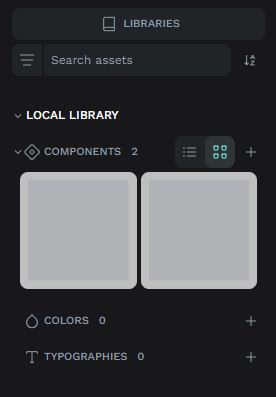 LIBRARIES
Search assets
LOCAL LIBRARY
COMPONENTS 2
COLORS 0
TYPOGRAPHIES 0